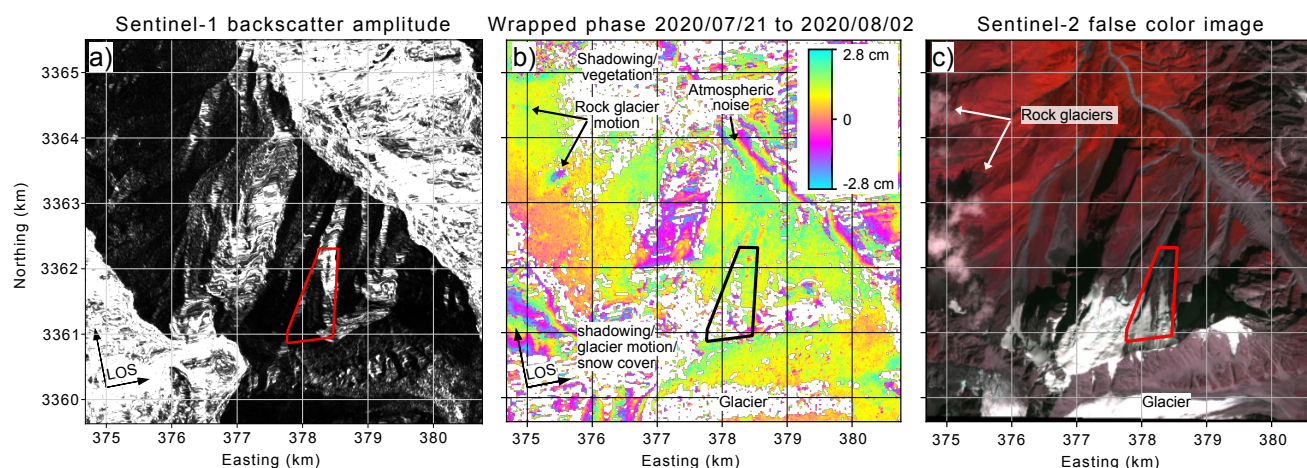 Sentinel-1 backscatter amplitude
Wrapped phase 2020/07/21 to 2020/08/02
Sentinel-2 false color image
a)
b)
c)
Shadowing/
vegetation
Rock glacier
motion
Atmospheric
noise
2.8 cm
0
-2.8 cm
Rock glaciers
shadowing/
glacier motion/
snow cover
Glacier
Glacier
LOS
LOS
Northing (km)
3365
3364
3363
3362
3361
3360
375 376 377 378 379 380
375 376 377 378 379 380
375 376 377 378 379 380
Easting (km)
Easting (km)
Easting (km)